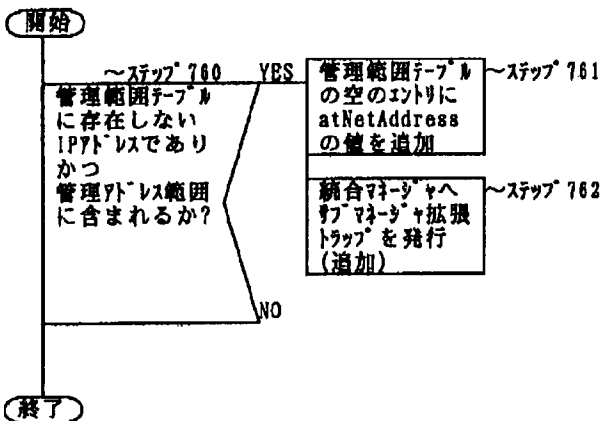 開始
~ステップ760
YES
管理範囲テーブル
に存在しない
IPアドレスであり
かつ
管理アドレス範囲
に含まれるか?
管理範囲テーブル
の空のエントリに
atNetAddress
の値を追加
~ステップ761
統合マネージャへ
サブマネージャ拡張
トラップを発行
(追加)
~ステップ762
NO
終了